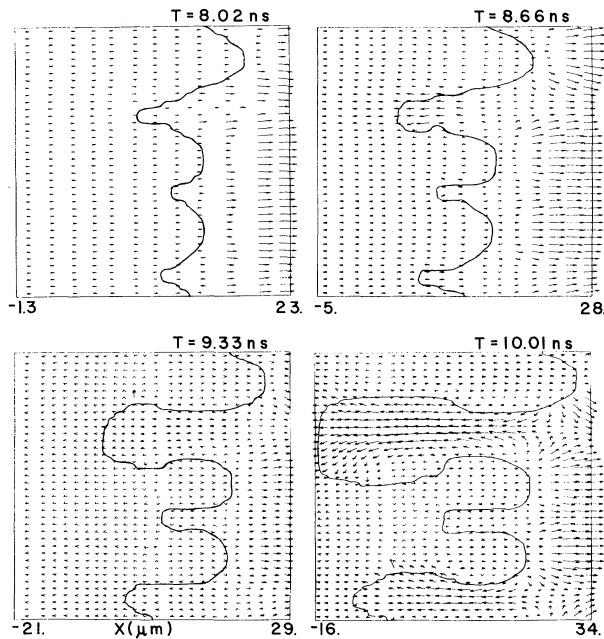 T = 8.02 ns
T = 8.66 ns
-1.3 23.
-5. 28.
T = 9.33 ns
T = 10.01 ns
-21. X(μm) 29.
-16. 34.